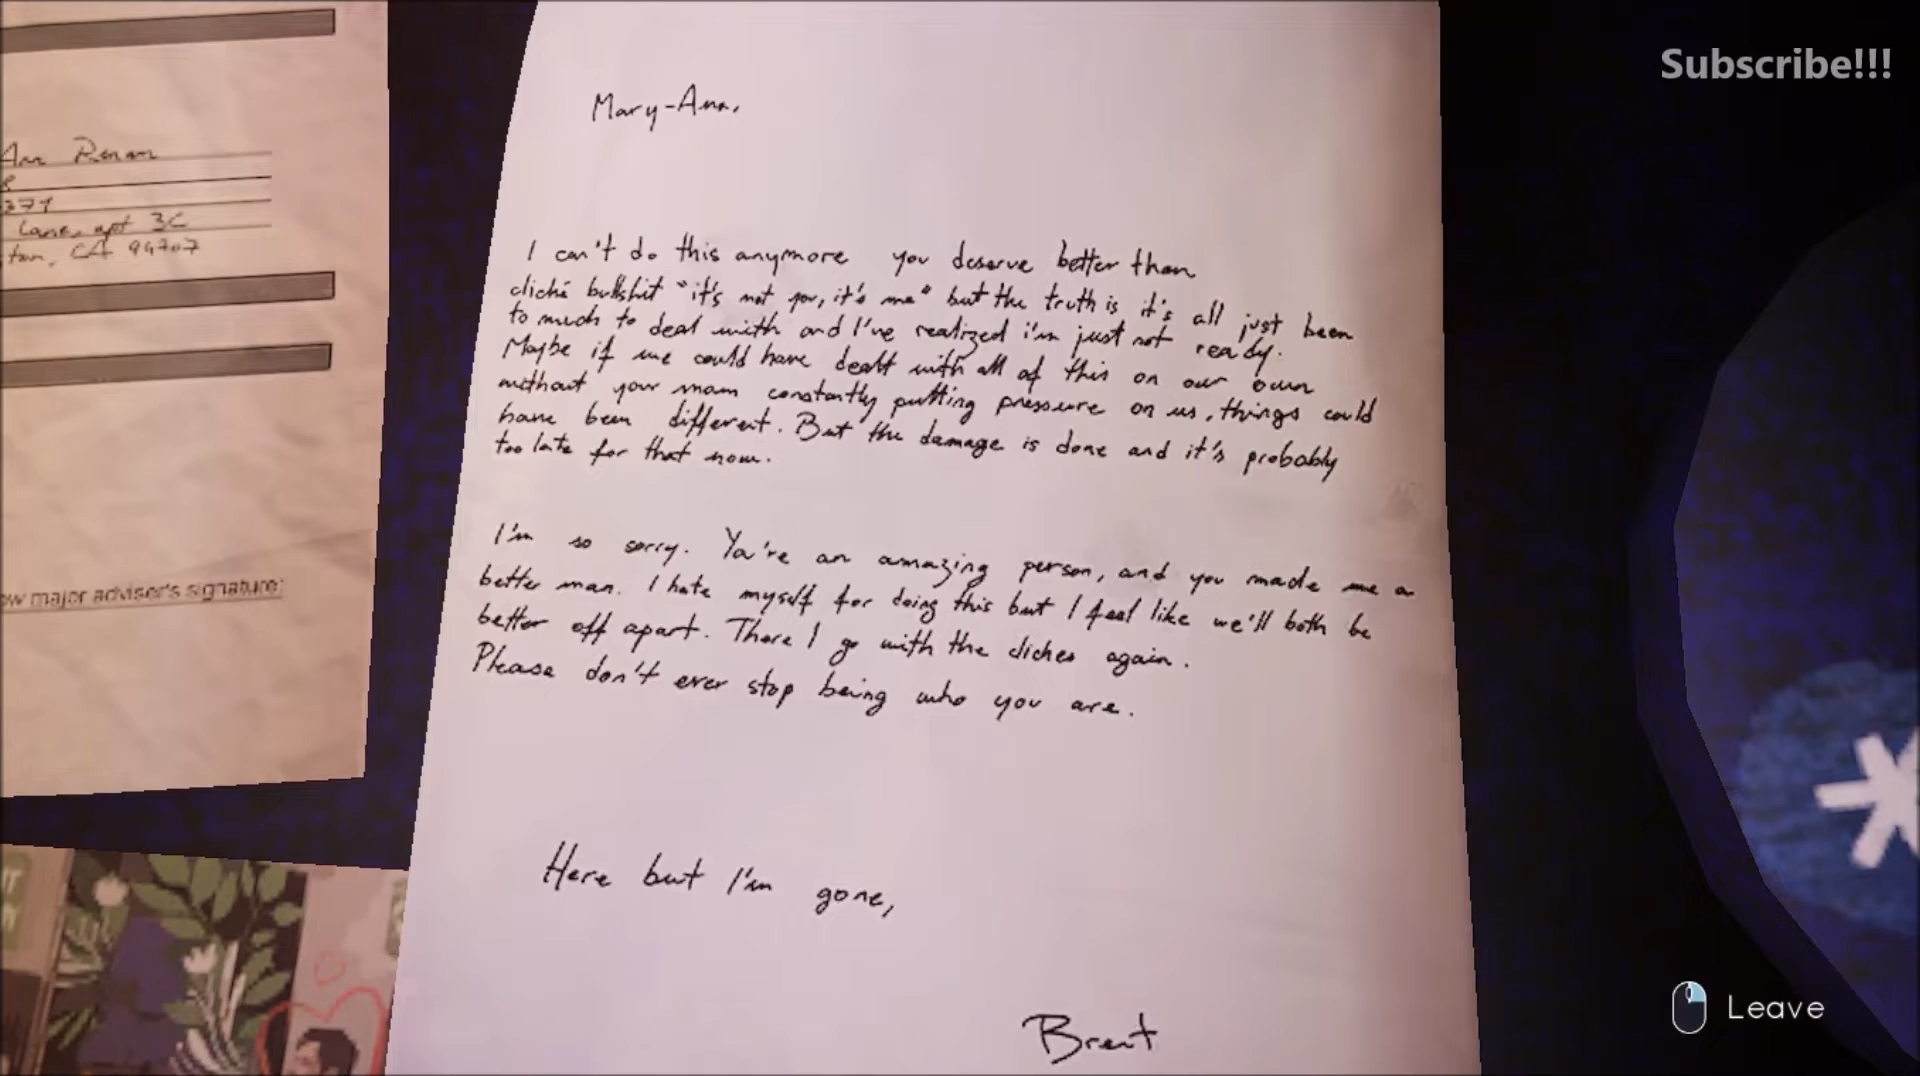 Subscribe!!!
Ann Renan
371
Lane, apt 3C
CA 94707
major adviser's signature:
Mary-Ann,
I can't do this anymore you deserve better than
cliché bullshit "it's not you, it's me" but the truth is it's all just been
to much to deal with and I've realized i'm just not ready.
Maybe if we could have dealt with all of this on our own
without your mom constantly putting pressure on us, things could
have been different. But the damage is done and it's probably
too late for that now.
I'm so sorry. You're an amazing person, and you made me a
better man. I hate myself for doing this but I feel like we'll both be
better off apart. There I go with the cliches again.
Please don't ever stop being who you are.
Here but I'm gone,
Brent
Leave